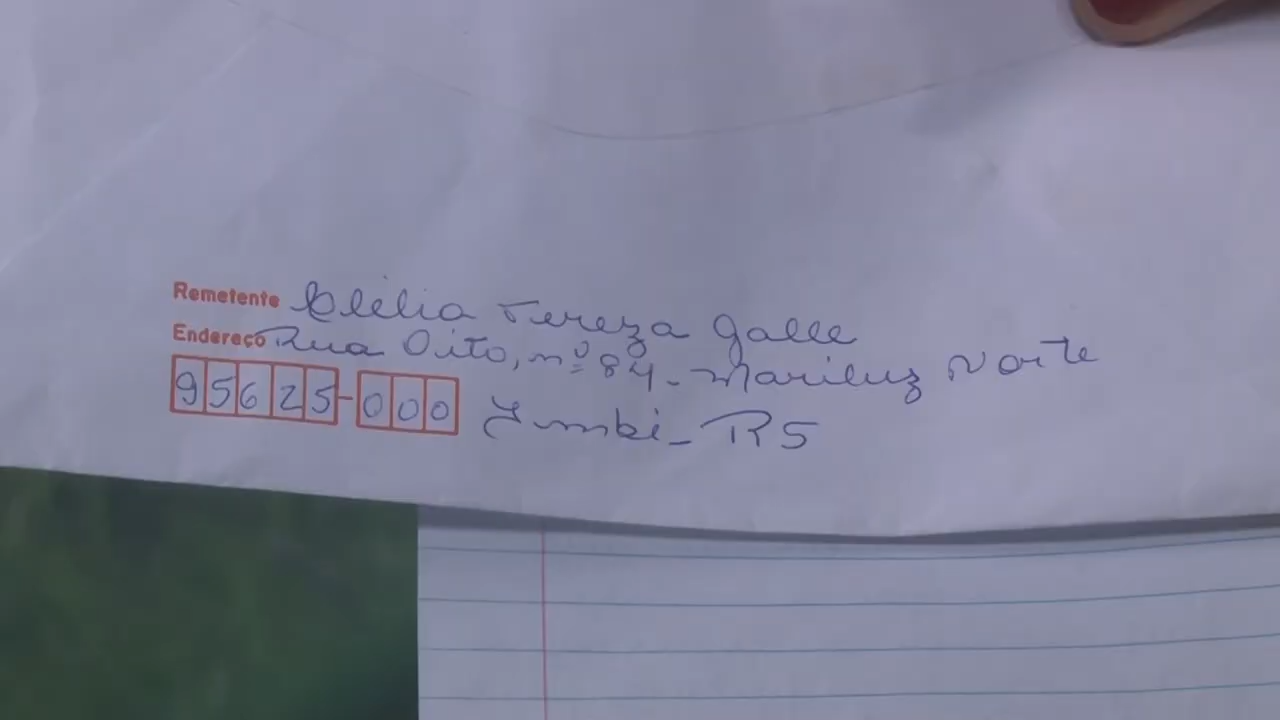 Remetente Clélia Tereza Galle
Endereço Rua Oito, nº 84 - Mariluz Norte
95625-000 Imbé - RS